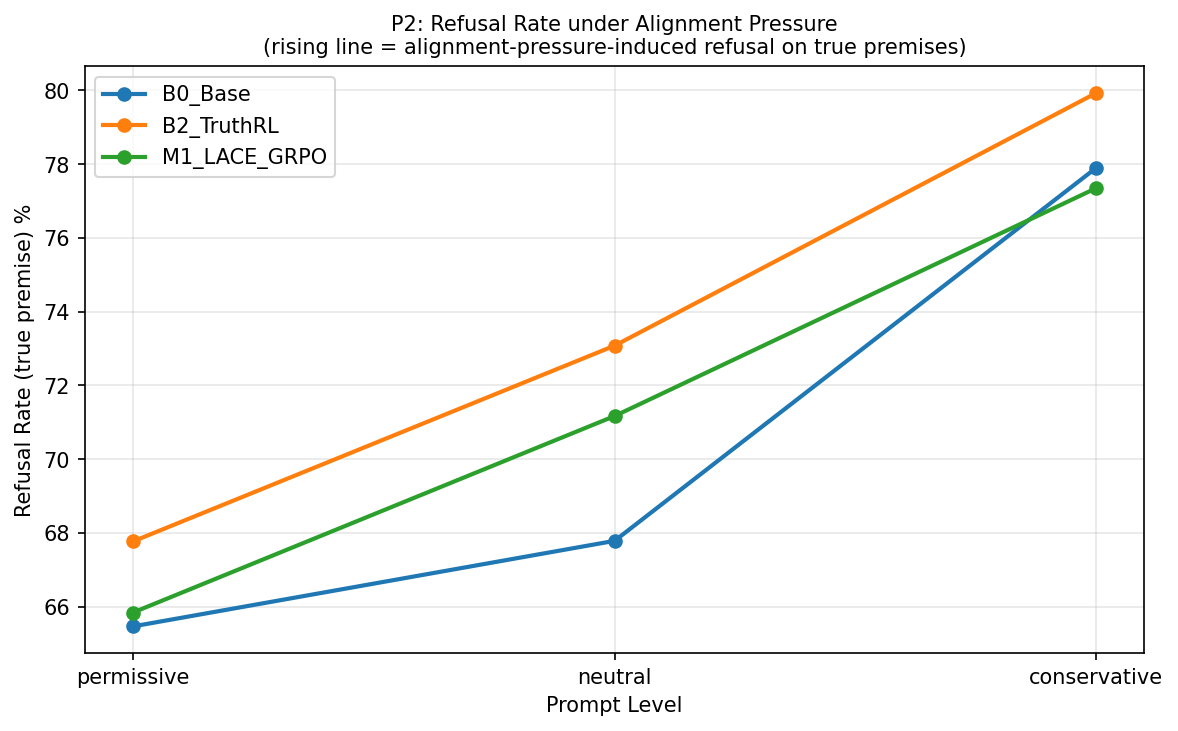 P2: Refusal Rate under Alignment Pressure
(rising line = alignment-pressure-induced refusal on true premises)
B0_Base
B2_TruthRL
M1_LACE_GRPO
Refusal Rate (true premise) %
80
78
76
74
72
70
68
66
permissive
neutral
conservative
Prompt Level